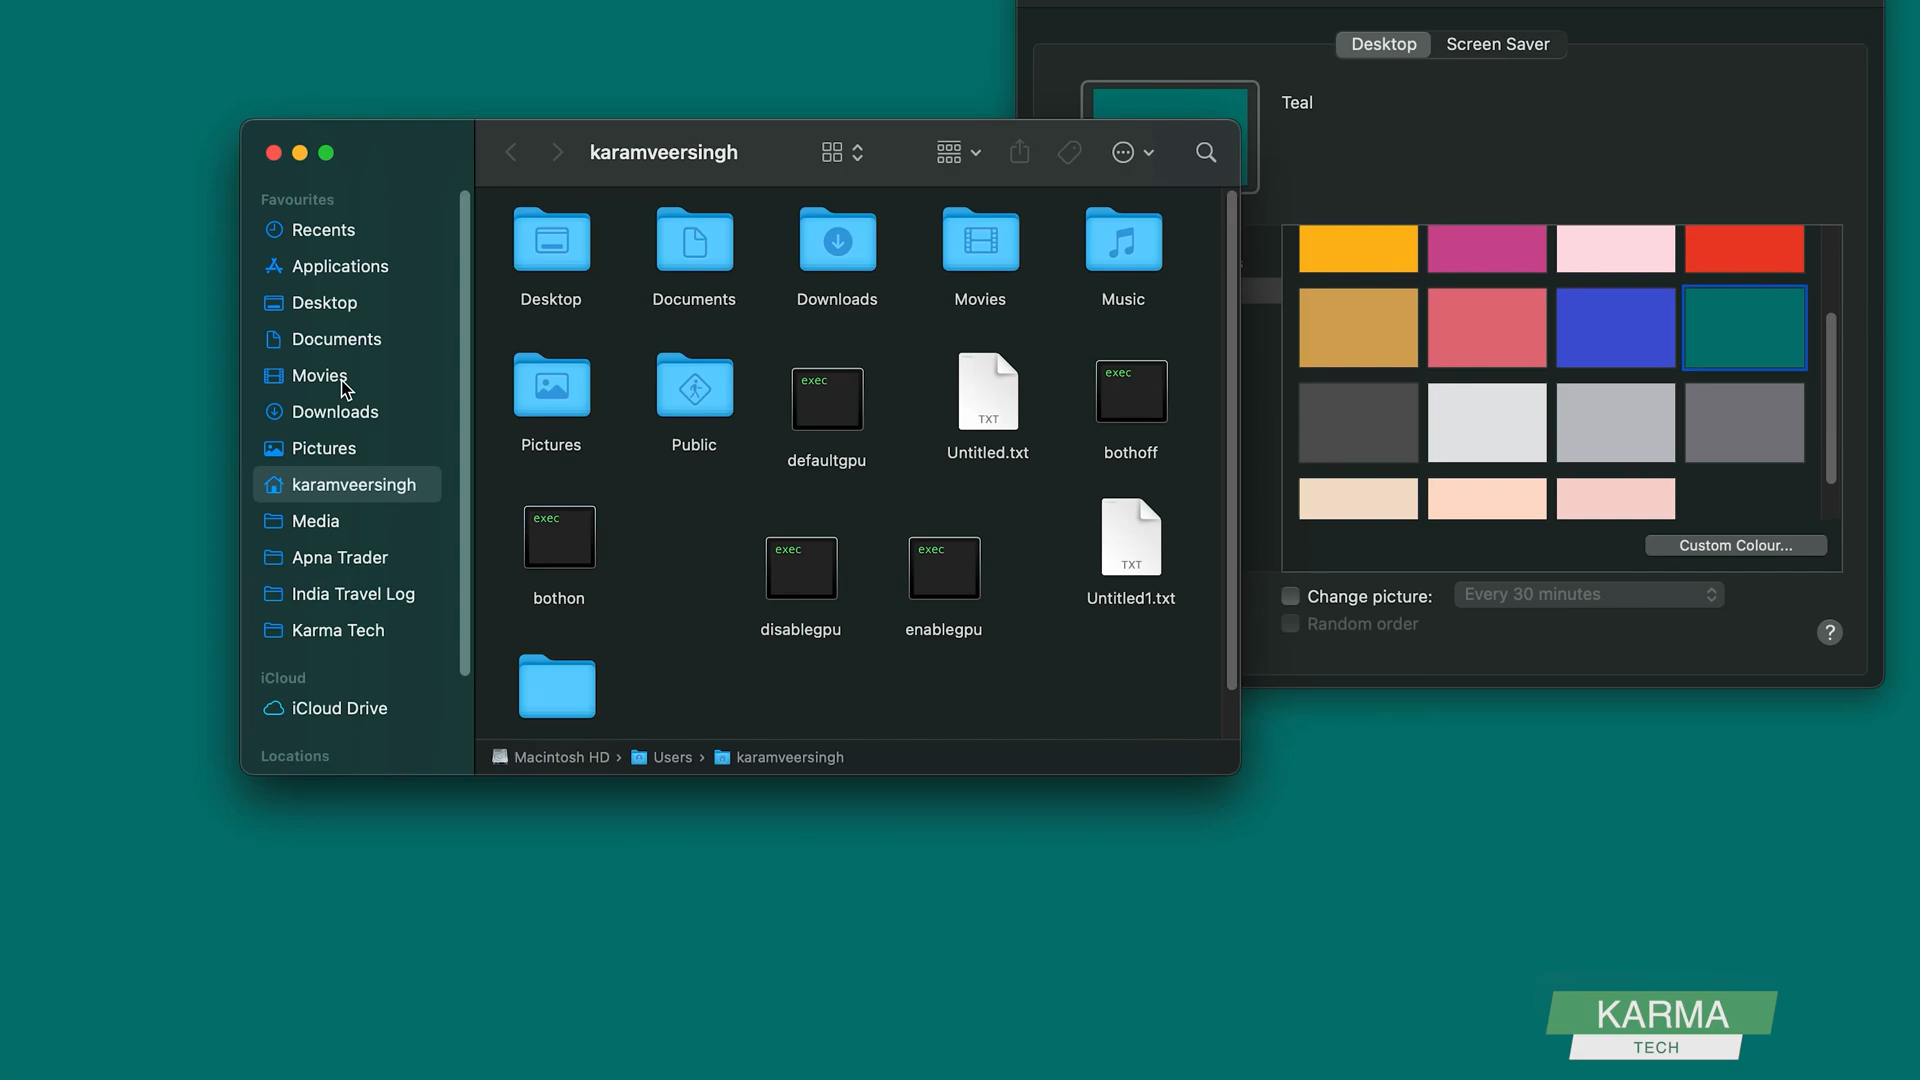 Desktop
Screen Saver
Teal
karamveersingh
Favourites
Recents
Applications
Desktop
Documents
Movies
Downloads
Pictures
karamveersingh
Media
Apna Trader
India Travel Log
Karma Tech
iCloud
iCloud Drive
Locations
Desktop
Documents
Downloads
Movies
Music
Pictures
Public
exec
defaultgpu
TXT
Untitled.txt
exec
bothoff
exec
bothon
exec
disablegpu
exec
enablegpu
TXT
Untitled1.txt
Macintosh HD › Users › karamveersingh
Custom Colour...
Change picture:
Every 30 minutes
Random order
?
KARMA
TECH